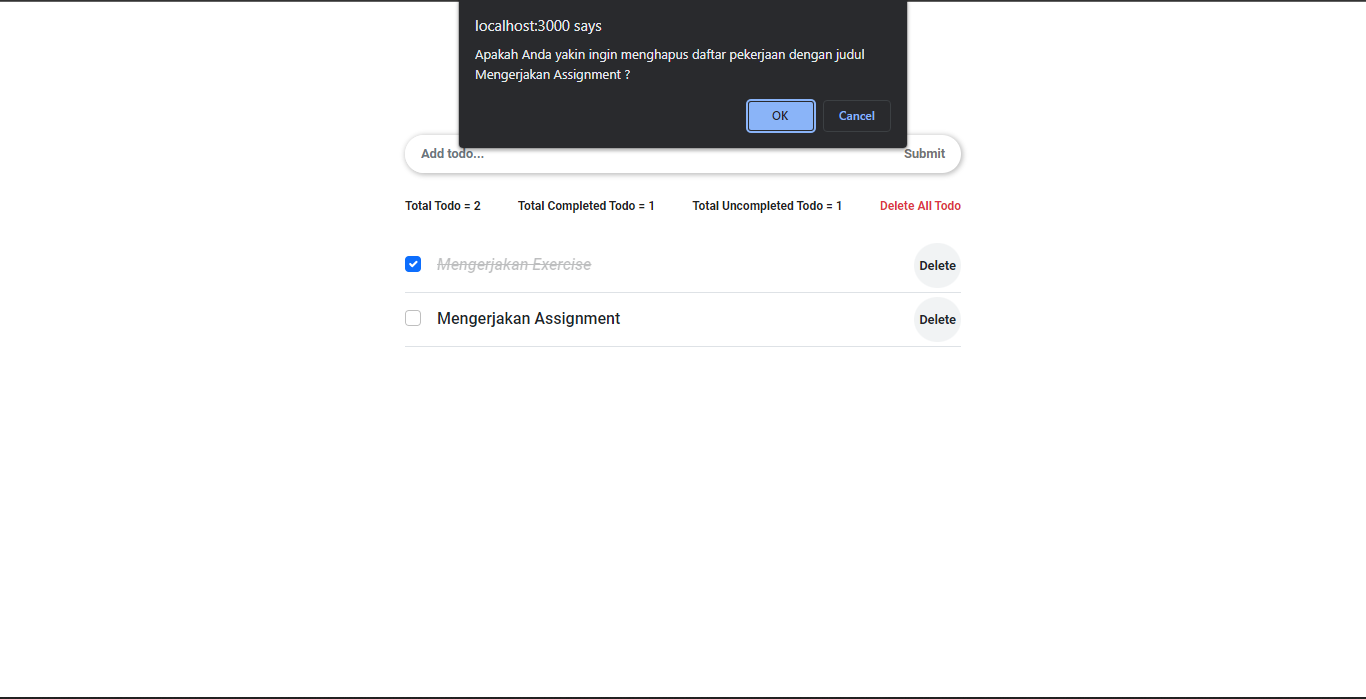 localhost:3000 says
Apakah Anda yakin ingin menghapus daftar pekerjaan dengan judul
Mengerjakan Assignment ?
OK Cancel
Add todo... Submit
Total Todo = 2 Total Completed Todo = 1 Total Uncompleted Todo = 1 Delete All Todo
Mengerjakan Exercise Delete
Mengerjakan Assignment Delete